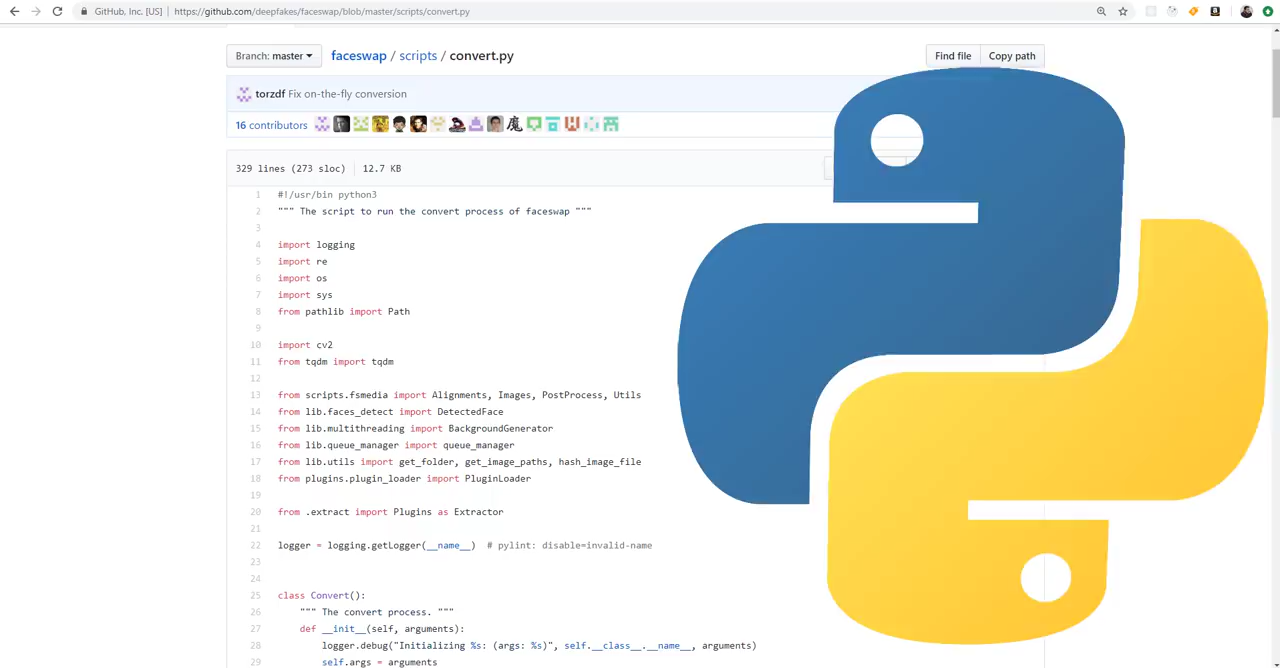 GitHub, Inc. [US] | https://github.com/deepfakes/faceswap/blob/master/scripts/convert.py
Branch: master faceswap / scripts / convert.py Find file Copy path
torzdf Fix on-the-fly conversion
16 contributors 魔
329 lines (273 sloc) 12.7 KB
1 #!/usr/bin python3
2 """ The script to run the convert process of faceswap """
3
4 import logging
5 import re
6 import os
7 import sys
8 from pathlib import Path
9
10 import cv2
11 from tqdm import tqdm
12
13 from scripts.fsmedia import Alignments, Images, PostProcess, Utils
14 from lib.faces_detect import DetectedFace
15 from lib.multithreading import BackgroundGenerator
16 from lib.queue_manager import queue_manager
17 from lib.utils import get_folder, get_image_paths, hash_image_file
18 from plugins.plugin_loader import PluginLoader
19
20 from .extract import Plugins as Extractor
21
22 logger = logging.getLogger(__name__) # pylint: disable=invalid-name
23
24
25 class Convert():
26 """ The convert process. """
27 def __init__(self, arguments):
28 logger.debug("Initializing %s: (args: %s)", self.__class__.__name__, arguments)
29 self.args = arguments